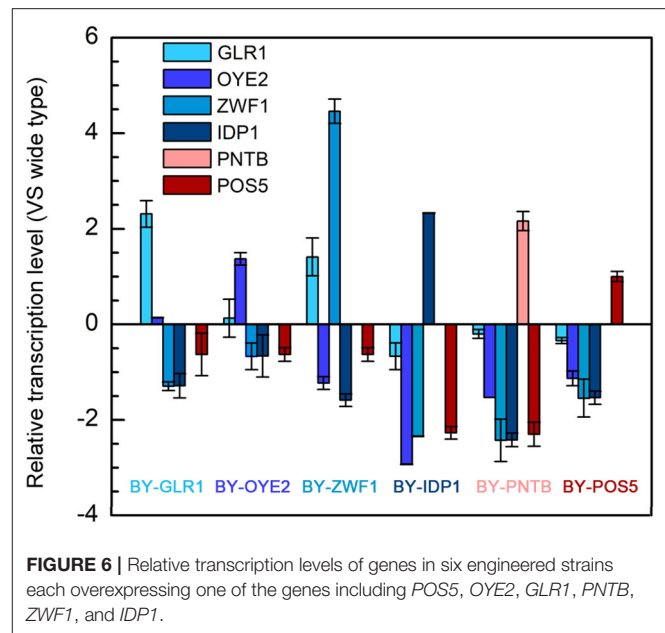 Relative transcription level (VS wide type)
6
4
2
0
-2
-4
GLR1
OYE2
ZWF1
IDP1
PNTB
POS5
BY-GLR1 BY-OYE2 BY-ZWF1 BY-IDP1 BY-PNTB BY-POS5
FIGURE 6 | Relative transcription levels of genes in six engineered strains
each overexpressing one of the genes including POS5, OYE2, GLR1, PNTB,
ZWF1, and IDP1.